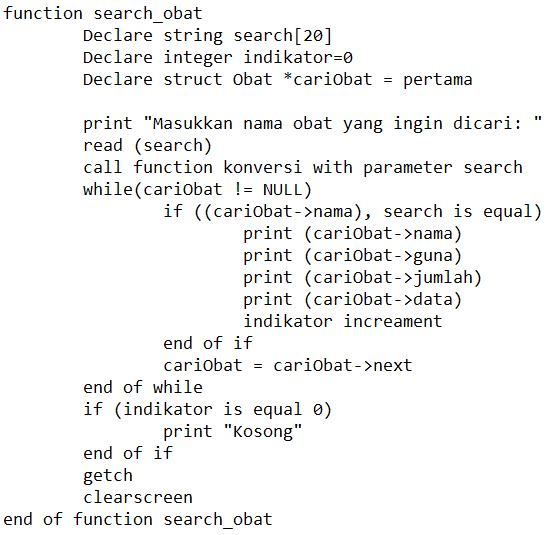 function search_obat
Declare string search[20]
Declare integer indikator=0
Declare struct Obat *cariObat = pertama
print "Masukkan nama obat yang ingin dicari: "
read (search)
call function konversi with parameter search
while(cariObat != NULL)
if ((cariObat->nama), search is equal)
print (cariObat->nama)
print (cariObat->guna)
print (cariObat->jumlah)
print (cariObat->data)
indikator increament
end of if
cariObat = cariObat->next
end of while
if (indikator is equal 0)
print "Kosong"
end of if
getch
clearscreen
end of function search_obat